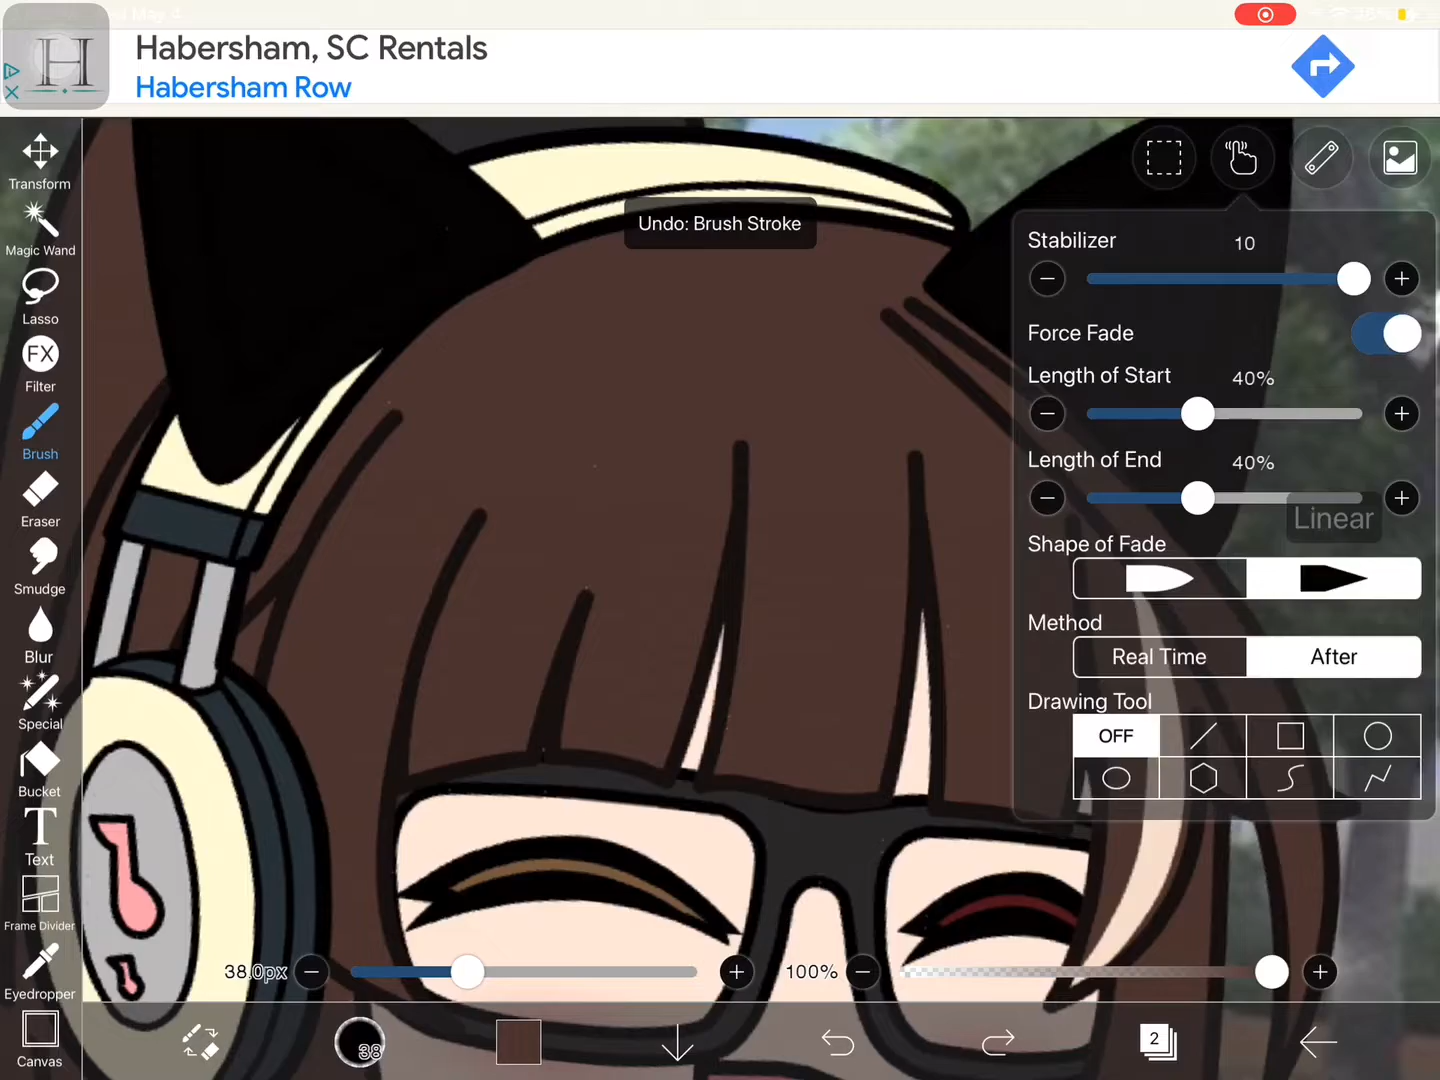 May 4
H
Habersham, SC Rentals
Habersham Row
Transform
Magic Wand
Lasso
FX
Filter
Brush
Eraser
Smudge
Blur
Special
Bucket
T
Text
Frame Divider
Eyedropper
Canvas
Undo: Brush Stroke
Stabilizer 10
Force Fade
Length of Start 40%
Length of End 40%
Linear
Shape of Fade
Method
Real Time After
Drawing Tool
OFF
38.0px
100%
38
2